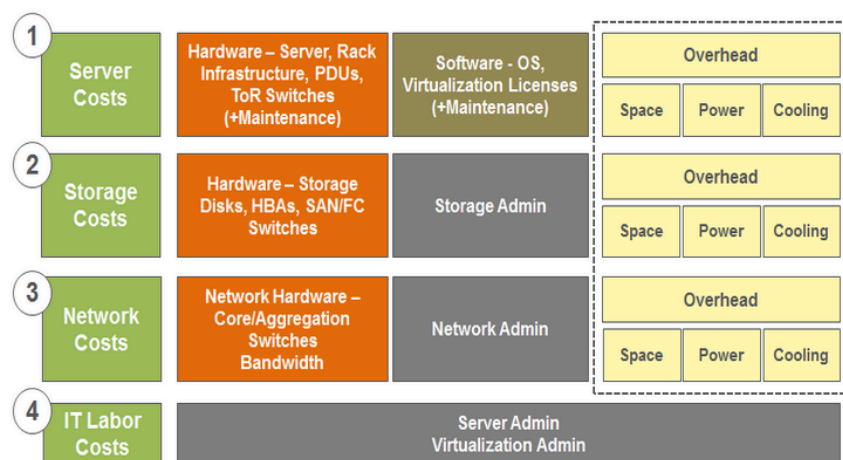 1
Server
Costs
Hardware – Server, Rack
Infrastructure, PDUs,
ToR Switches
(+Maintenance)
Software - OS,
Virtualization Licenses
(+Maintenance)
Overhead
Space
Power
Cooling
2
Storage
Costs
Hardware – Storage
Disks, HBAs, SAN/FC
Switches
Storage Admin
Overhead
Space
Power
Cooling
3
Network
Costs
Network Hardware –
Core/Aggregation
Switches
Bandwidth
Network Admin
Overhead
Space
Power
Cooling
4
IT Labor
Costs
Server Admin
Virtualization Admin